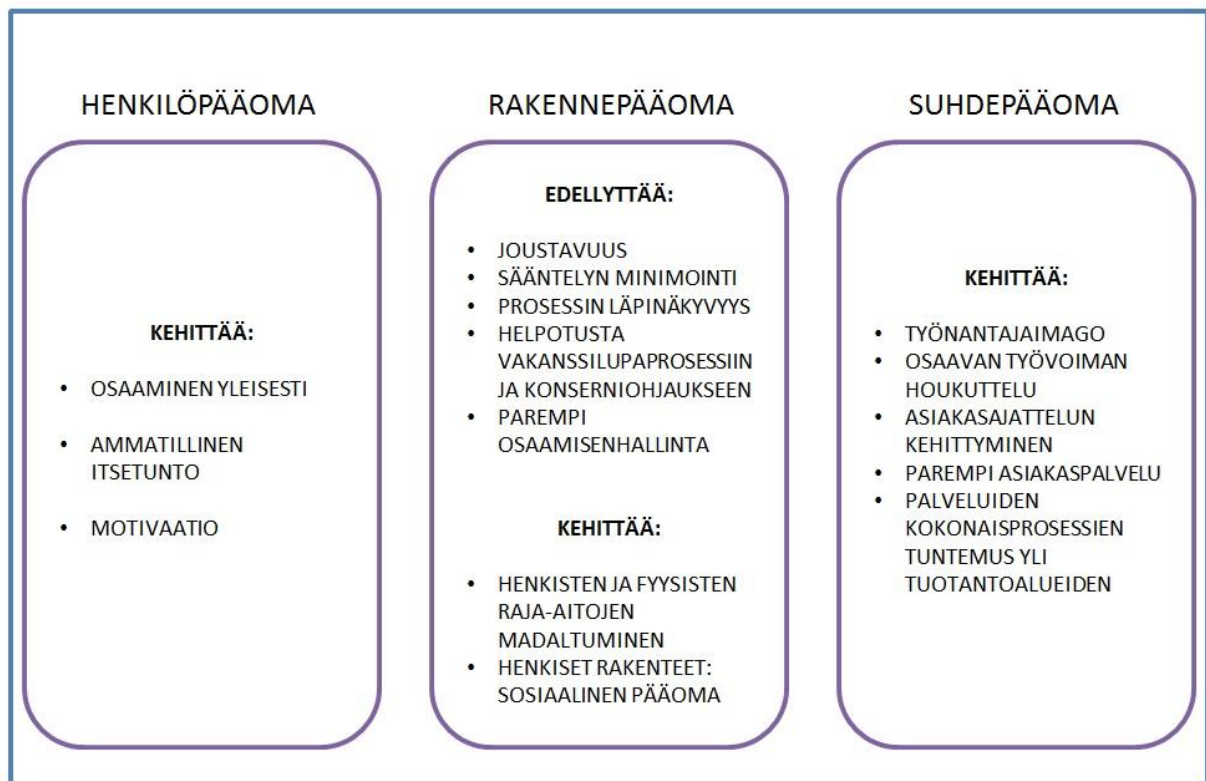 HENKILÖPÄÄOMA
KEHITTÄÄ:
• OSAAMINEN YLEISESTI
• AMMATILLINEN
ITSETUNTO
• MOTIVAATIO
RAKENNEPÄÄOMA
EDELLYTTÄÄ:
• JOUSTAVUUS
• SÄÄNTELYN MINIMOINTI
• PROSESSIN LÄPINÄKYVYYS
• HELPOTUSTA
VAKANSSILUPAPROSESSIIN
JA KONSERNIOHJAUKSEEN
• PAREMPI
OSAAMISENHALLINTA
KEHITTÄÄ:
• HENKISTEN JA FYYSISTEN
RAJA-AITOJEN
MADALTUMINEN
• HENKISET RAKENTEET:
SOSIAALINEN PÄÄOMA
SUHDEPÄÄOMA
KEHITTÄÄ:
• TYÖNANTAJAIMAGO
• OSAAVAN TYÖVOIMAN
HOUKUTTELU
• ASIAKASAJATTELUN
KEHITTYMINEN
• PAREMPI ASIAKASPALVELU
• PALVELUIDEN
KOKONAISPROSESSIEN
TUNTEMUS YLI
TUOTANTOALUEIDEN